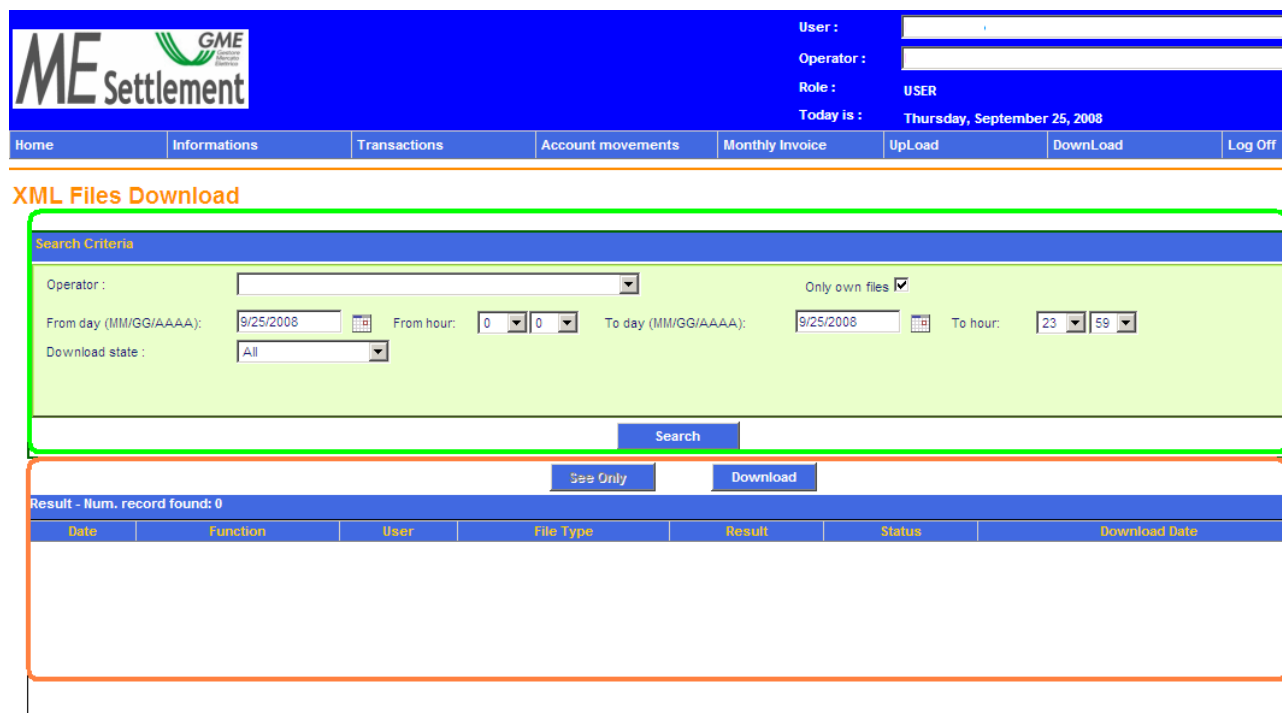 ME Settlement
GME
Gestore
Mercato
Elettrico
User :
Operator :
Role : USER
Today is : Thursday, September 25, 2008
Home Informations Transactions Account movements Monthly Invoice UpLoad DownLoad Log Off
XML Files Download
Search Criteria
Operator : Only own files
From day (MM/GG/AAAA): 9/25/2008 From hour: 0 0 To day (MM/GG/AAAA): 9/25/2008 To hour: 23 59
Download state : All
Search
See Only Download
Result - Num. record found: 0
Date Function User File Type Result Status Download Date